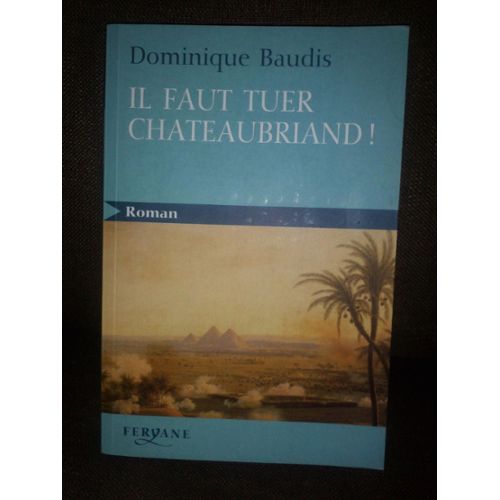 Dominique Baudis
IL FAUT TUER
CHATEAUBRIAND !
Roman
FERYANE